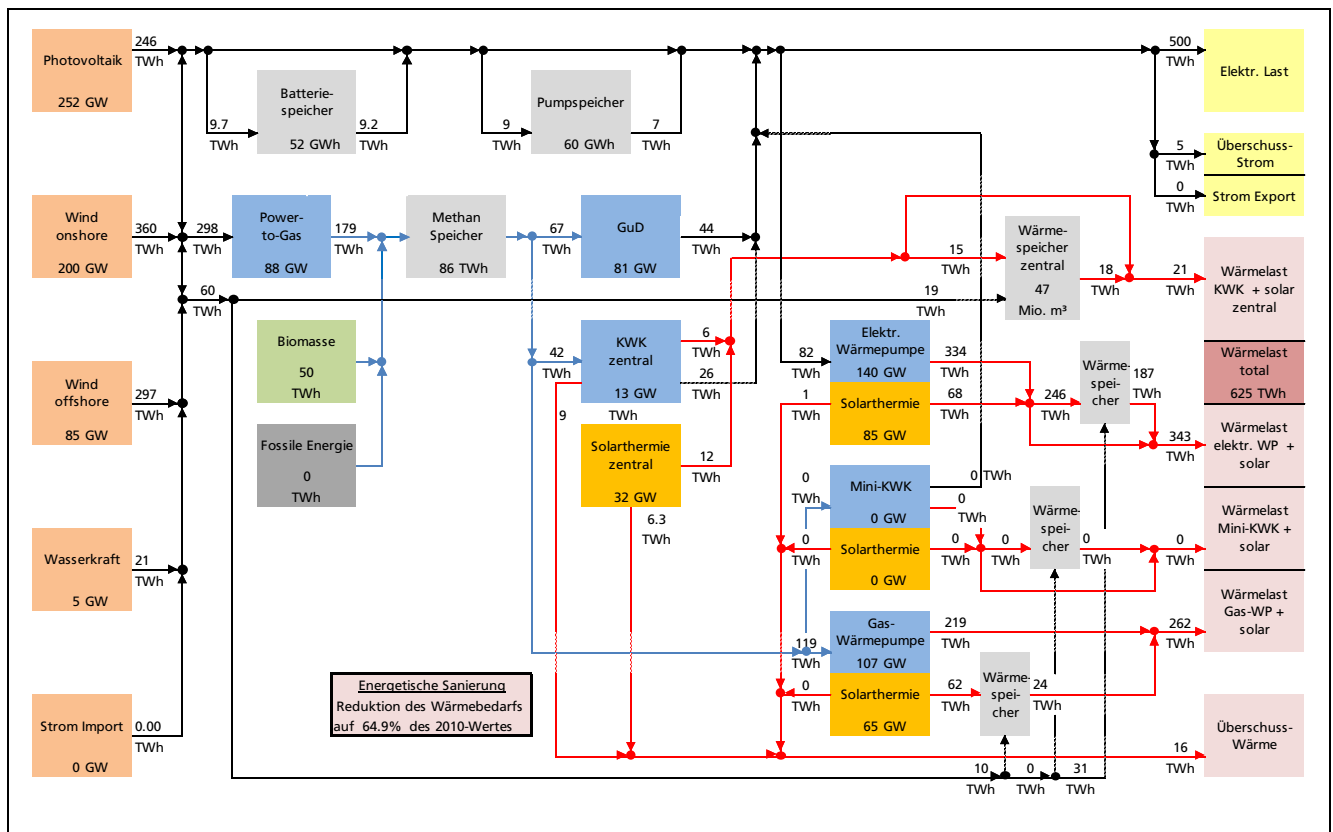 Photovoltaik
252 GW
246
TWh
Batterie-
speicher
52 GWh
9.7
TWh
9.2
TWh
Pumpspeicher
60 GWh
9
TWh
7
TWh
500
TWh
Elektr. Last
5
TWh
Überschuss-
Strom
0
TWh
Strom Export
Wind
onshore
200 GW
360
TWh
298
TWh
Power-
to-Gas
88 GW
179
TWh
Methan
Speicher
86 TWh
67
TWh
GuD
81 GW
44
TWh
15
TWh
Wärme-
speicher
zentral
47
Mio. m³
18
TWh
21
TWh
Wärmelast
KWK + solar
zentral
60
TWh
19
TWh
Biomasse
50
TWh
42
TWh
KWK
zentral
13 GW
TWh
6
TWh
26
TWh
9
82
TWh
Elektr.
Wärmepumpe
140 GW
334
TWh
Solarthermie
85 GW
1
TWh
68
TWh
246
TWh
Wärme-
spei-
cher
187
TWh
Wärmelast
total
625 TWh
343
TWh
Wärmelast
elektr. WP +
solar
Wind
offshore
85 GW
297
TWh
Fossile Energie
0
TWh
Solarthermie
zentral
32 GW
12
TWh
6.3
TWh
0
TWh
Mini-KWK
0 GW
0 TWh
0
TWh
Solarthermie
0 GW
0
TWh
0
TWh
0
TWh
Wärme-
spei-
cher
0
TWh
0
TWh
Wärmelast
Mini-KWK +
solar
Wasserkraft
5 GW
21
TWh
119
TWh
Gas-
Wärmepumpe
107 GW
219
TWh
262
TWh
Wärmelast
Gas-WP +
solar
Solarthermie
65 GW
0
TWh
62
TWh
Wärme-
spei-
cher
24
TWh
Energetische Sanierung
Reduktion des Wärmebedarfs
auf 64.9% des 2010-Wertes
Strom Import
0 GW
0.00
TWh
16
TWh
Überschuss-
Wärme
10
TWh
0
TWh
31
TWh